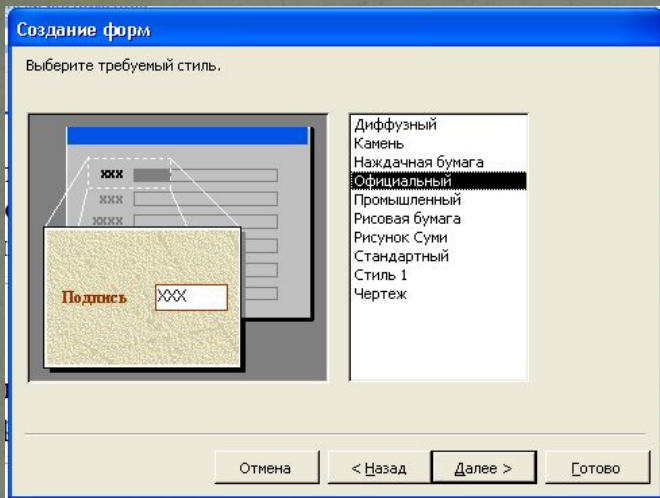 Создание форм
Выберите требуемый стиль.
XXX
XXX
XXXX
Подпись XXX
Диффузный
Камень
Наждачная бумага
Официальный
Промышленный
Рисовая бумага
Рисунок Суми
Стандартный
Стиль 1
Чертеж
Отмена
< Назад
Далее >
Готово